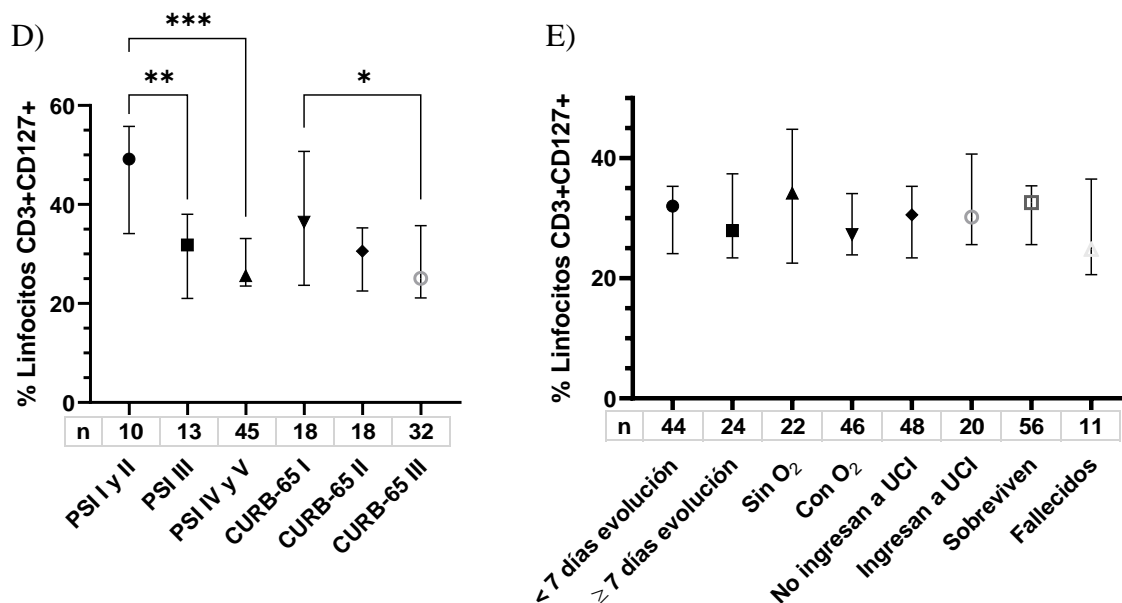 D)
***
**
*
% Linfocitos CD3+CD127+
60
40
20
0
n 10 13 45 18 18 32
PSI I y II
PSI III
PSI IV y V
CURB-65 I
CURB-65 II
CURB-65 III
E)
% Linfocitos CD3+CD127+
40
20
0
n 44 24 22 46 48 20 56 11
< 7 días evolución
≥ 7 días evolución
Sin O₂
Con O₂
No ingresan a UCI
Ingresan a UCI
Sobreviven
Fallecidos